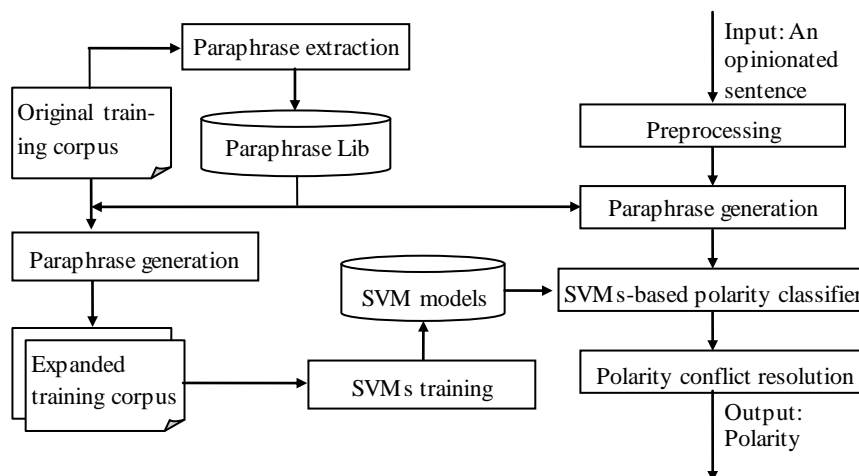 Paraphrase extraction
Original train-
ing corpus
Paraphrase Lib
Paraphrase generation
Expanded
training corpus
SVM models
SVMs training
Input: An
opinionated
sentence
Preprocessing
Paraphrase generation
SVMs-based polarity classifier
Polarity conflict resolution
Output:
Polarity